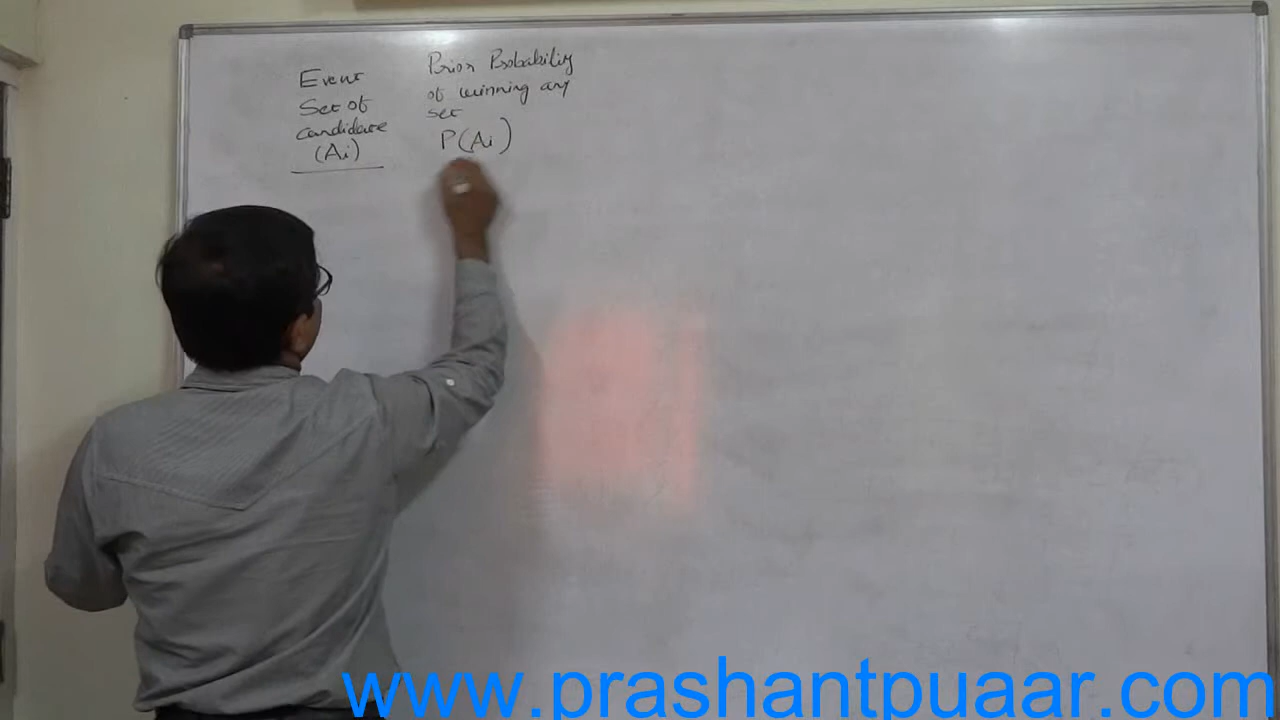 Event
Set of
candidate
(Ai)
Prior Probability
of winning any
set
P(Ai)
www.prashantpuaar.com